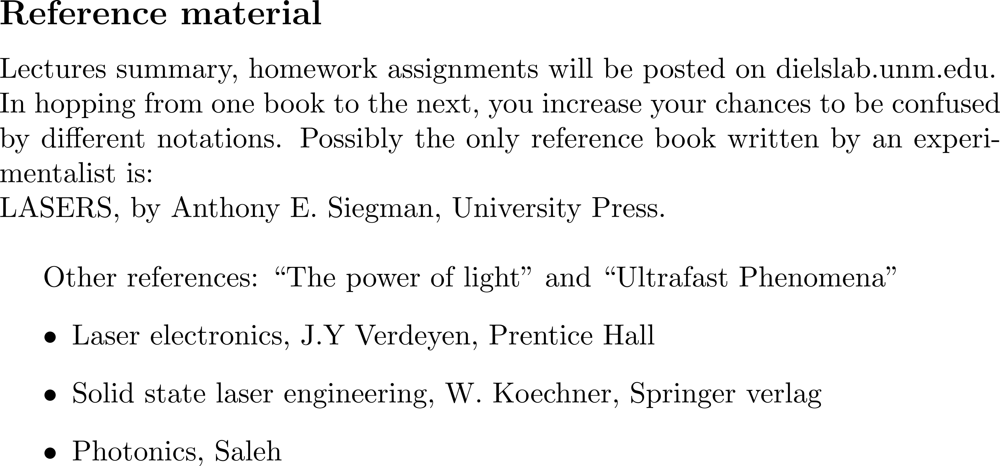 Reference material
Lectures summary, homework assignments will be posted on dielslab.unm.edu.
In hopping from one book to the next, you increase your chances to be confused
by different notations. Possibly the only reference book written by an experi-
mentalist is:
LASERS, by Anthony E. Siegman, University Press.
Other references: “The power of light” and “Ultrafast Phenomena”
• Laser electronics, J.Y Verdeyen, Prentice Hall
• Solid state laser engineering, W. Koechner, Springer verlag
• Photonics, Saleh